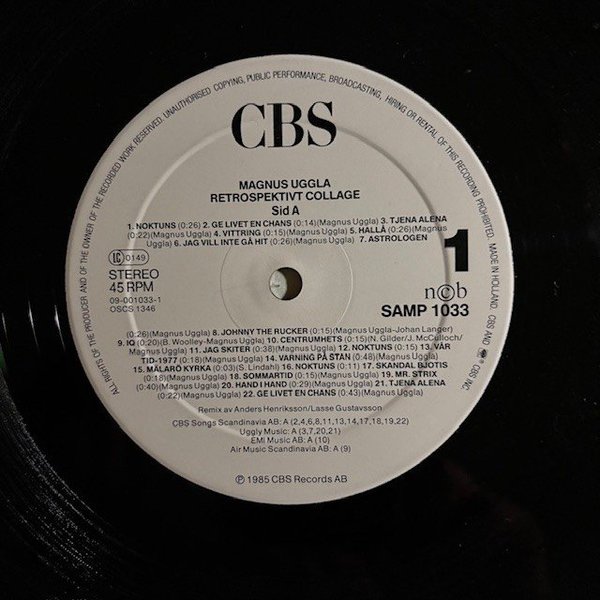 ALL RIGHTS OF THE PRODUCER AND OF THE OWNER OF THE RECORDED WORK RESERVED. UNAUTHORISED COPYING, PUBLIC PERFORMANCE, BROADCASTING, HIRING OR RENTAL OF THIS RECORDING PROHIBITED. MADE IN HOLLAND. CBS AND ARE ® CBS INC.
CBS
MAGNUS UGGLA
RETROSPEKTIVT COLLAGE
Sid A
1. NOKTUNS (0:26) 2. GE LIVET EN CHANS (0:14)(Magnus Uggla) 3. TJENA ALENA
(0:22)(Magnus Uggla) 4. VITTRING (0:15)(Magnus Uggla) 5. HALLÅ (0:26)(Magnus
Uggla) 6. JAG VILL INTE GÅ HIT (0:26)(Magnus Uggla) 7. ASTROLOGEN
LC 0149
STEREO
45 RPM
09-001033-1
OSCS 1346
1
n©b
SAMP 1033
(0:26)(Magnus Uggla) 8. JOHNNY THE RUCKER (0:15)(Magnus Uggla-Johan Langer)
9. IQ (0:20)(B. Woolley-Magnus Uggla) 10. CENTRUMHETS (0:15)(N. Gilder/J. McCulloch/
Magnus Uggla) 11. JAG SKITER (0:38)(Magnus Uggla) 12. NOKTUNS (0:15) 13. VÅR
TID-1977 (0:18)(Magnus Uggla) 14. VARNING PÅ STAN (0:48)(Magnus Uggla)
15. MÄLARÖ KYRKA (0:03)(S. Lindahl) 16. NOKTUNS (0:11) 17. SKANDAL BJOTIS
(0:18)(Magnus Uggla) 18. SOMMARTID (0:15)(Magnus Uggla) 19. MR. STRIX
(0:40)(Magnus Uggla) 20. HAND I HAND (0:29)(Magnus Uggla) 21. TJENA ALENA
(0:22)(Magnus Uggla) 22. GE LIVET EN CHANS (0:43)(Magnus Uggla)
Remix av Anders Henriksson/Lasse Gustavsson
CBS Songs Scandinavia AB: A (2,4,6,8,11,13,14,17,18,19,22)
Uggly Music: A (3,7,20,21)
EMI Music AB: A (10)
Air Music Scandinavia AB: A (9)
℗ 1985 CBS Records AB